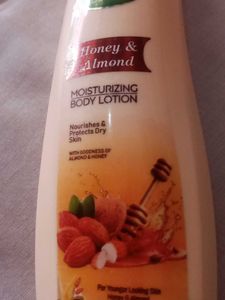 Honey &
Almond
MOISTURIZING
BODY LOTION
Nourishes &
Protects Dry
Skin
WITH GOODNESS OF
ALMOND & HONEY
For Younger Looking Skin